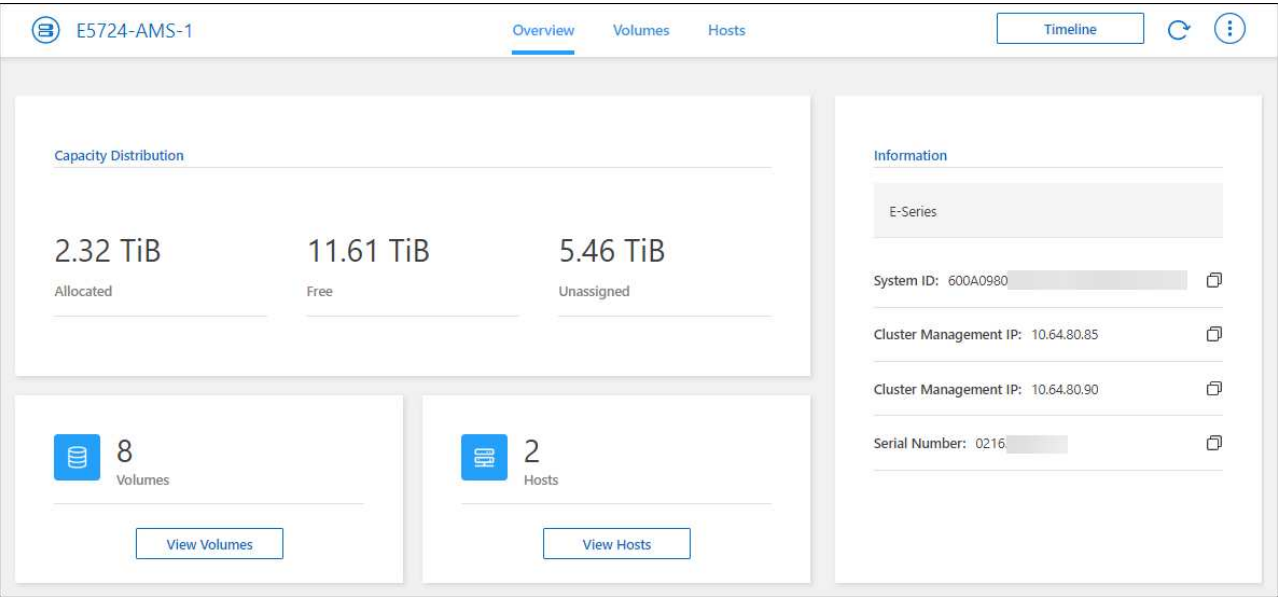 E5724-AMS-1
Overview
Volumes
Hosts
Timeline
Capacity Distribution
2.32 TiB
Allocated
11.61 TiB
Free
5.46 TiB
Unassigned
8
Volumes
View Volumes
2
Hosts
View Hosts
Information
E-Series
System ID: 600A0980
Cluster Management IP: 10.64.80.85
Cluster Management IP: 10.64.80.90
Serial Number: 0216